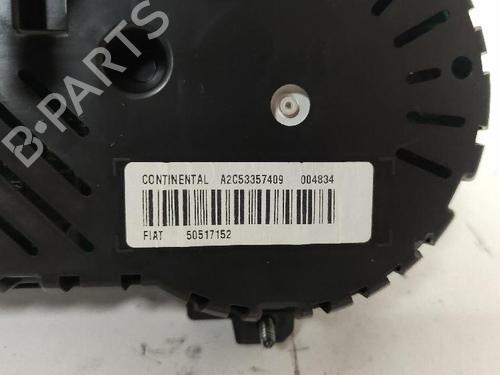 B-PARTS
CONTINENTAL A2C53357409 004834
FIAT 50517152